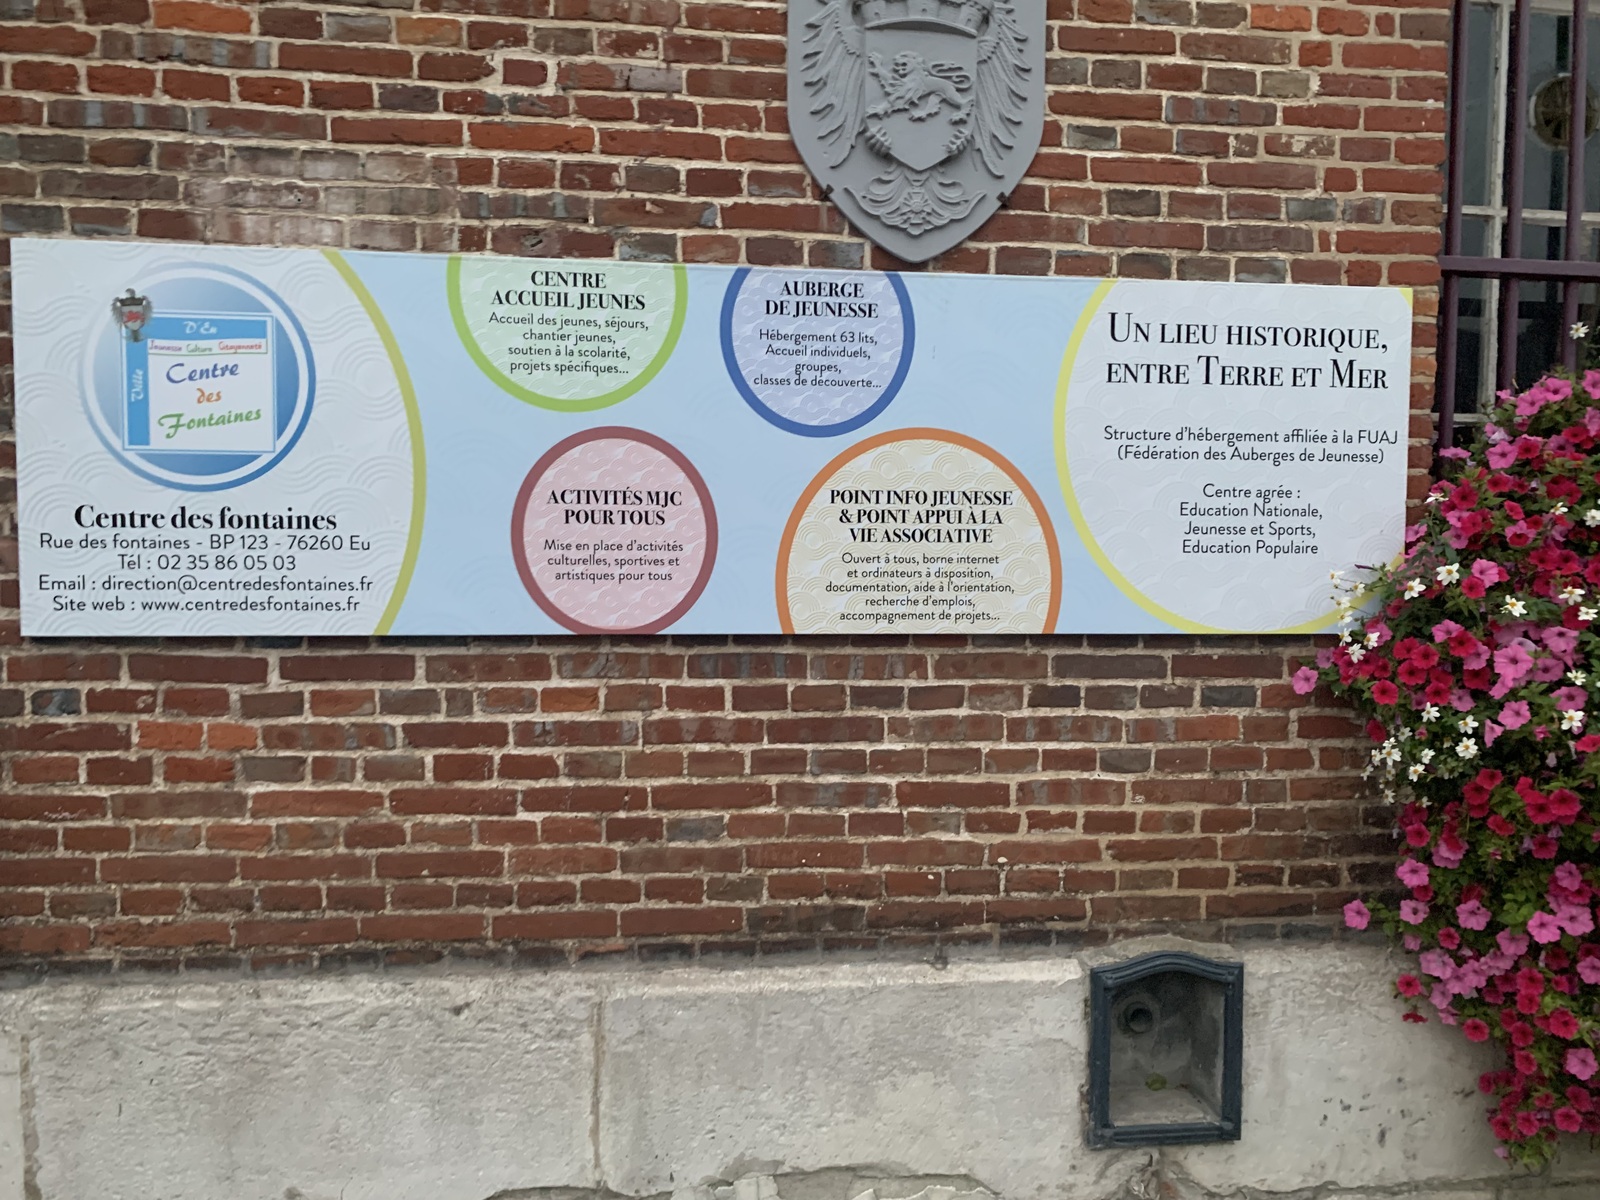 D'Eu
Jeunesse Culture Citoyenneté
Ville
Centre
des
Fontaines
Centre des fontaines
Rue des fontaines - BP 123 - 76260 Eu
Tél : 02 35 86 05 03
Email : direction@centredesfontaines.fr
Site web : www.centredesfontaines.fr
CENTRE
ACCUEIL JEUNES
Accueil des jeunes, séjours,
chantier jeunes,
soutien à la scolarité,
projets spécifiques...
AUBERGE
DE JEUNESSE
Hébergement 63 lits,
Accueil individuels,
groupes,
classes de découverte...
ACTIVITÉS MJC
POUR TOUS
Mise en place d'activités
culturelles, sportives et
artistiques pour tous
POINT INFO JEUNESSE
& POINT APPUI À LA
VIE ASSOCIATIVE
Ouvert à tous, borne internet
et ordinateurs à disposition,
documentation, aide à l'orientation,
recherche d'emplois,
accompagnement de projets...
UN LIEU HISTORIQUE,
ENTRE TERRE ET MER
Structure d'hébergement affiliée à la FUAJ
(Fédération des Auberges de Jeunesse)
Centre agrée :
Education Nationale,
Jeunesse et Sports,
Education Populaire